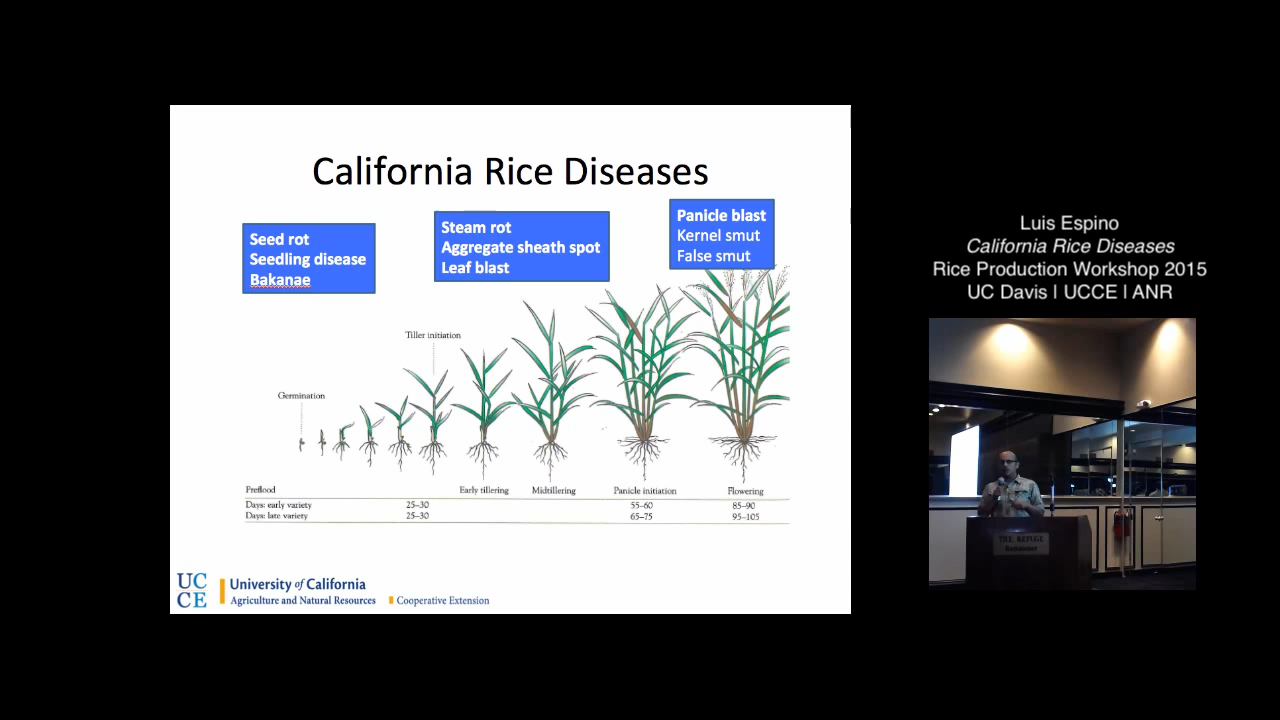 California Rice Diseases
Seed rot
Seedling disease
Bakanae
Steam rot
Aggregate sheath spot
Leaf blast
Panicle blast
Kernel smut
False smut
Tiller initiation
Germination
Preflood
Early tillering
Midtillering
Panicle initiation
Flowering
Days: early variety 25–30 55–60 85–90
Days: late variety 25–30 65–75 95–105
UC
CE
University of California
Agriculture and Natural Resources
Cooperative Extension
Luis Espino
California Rice Diseases
Rice Production Workshop 2015
UC Davis | UCCE | ANR
THE REFUGE